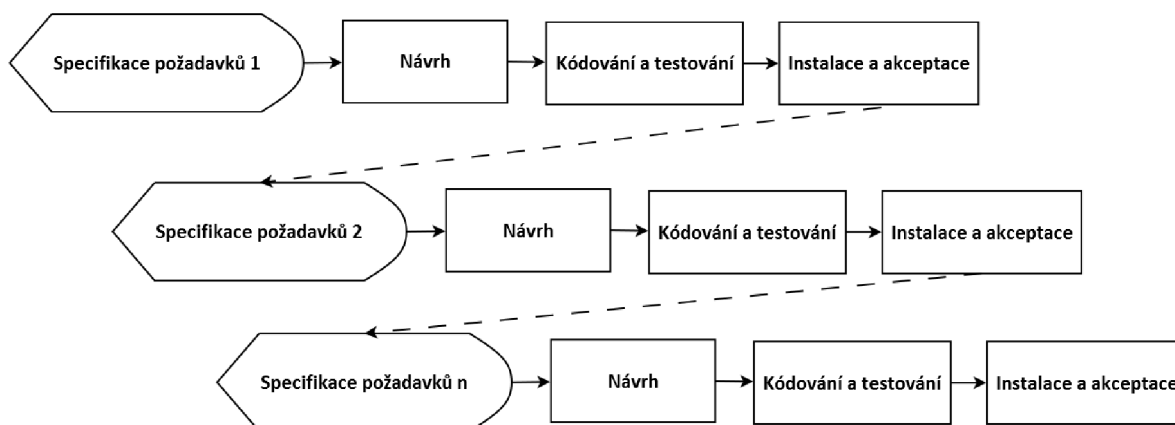 Specifikace požadavků 1
Návrh
Kódování a testování
Instalace a akceptace
Specifikace požadavků 2
Návrh
Kódování a testování
Instalace a akceptace
Specifikace požadavků n
Návrh
Kódování a testování
Instalace a akceptace